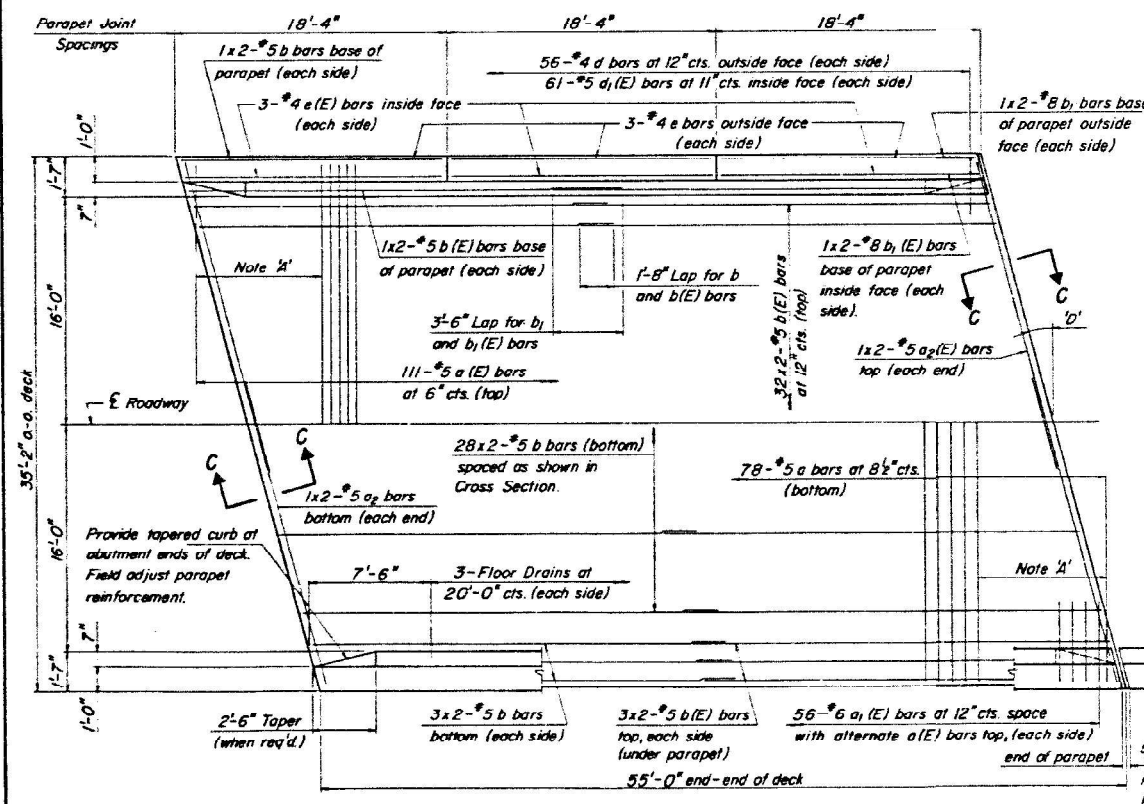 Parapet Joint
Spacings
18'-4"
18'-4"
18'-4"
1x2-#5 b bars base of
parapet (each side)
56-#4 d bars at 12" cts. outside face (each side)
61-#5 d1(E) bars at 11" cts. inside face (each side)
3-#4 e(E) bars inside face
(each side)
3-#4 e bars outside face
(each side)
1x2-#8 b1 bars base
of parapet outside
face (each side)
1'-0"
1'-7"
7"
1x2-#5 b(E) bars base
of parapet (each side)
Note 'A'
1'-8" Lap for b
and b(E) bars
32x2-#5 b(E) bars
at 12" cts. (top)
1x2-#8 b1(E) bars
base of parapet
inside face (each
side).
C
C
'D'
16'-0"
3'-6" Lap for b1
and b1(E) bars
1x2-#5 a2(E) bars
top (each end)
111-#5 a(E) bars
at 6" cts. (top)
35'-2" o-o. deck
℄ Roadway
C
C
28x2-#5 b bars (bottom)
spaced as shown in
Cross Section.
78-#5 a bars at 8½" cts.
(bottom)
1x2-#5 a2 bars
bottom (each end)
16'-0"
Provide tapered curb at
abutment ends of deck.
Field adjust parapet
reinforcement.
7'-6"
3-Floor Drains at
20'-0" cts. (each side)
Note 'A'
7"
1'-7"
1'-0"
2'-6" Taper
(when req'd.)
3x2-#5 b bars
bottom (each side)
3x2-#5 b(E) bars
top, each side
(under parapet)
56-#6 a1(E) bars at 12" cts. space
with alternate a(E) bars top, (each side)
end of parapet
55'-0" end-end of deck